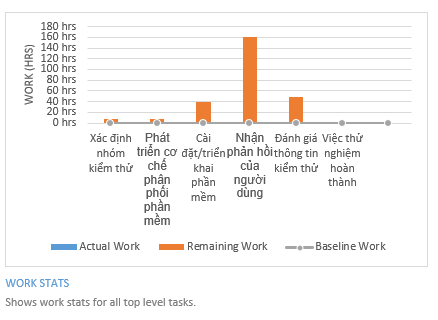 180 hrs
160 hrs
140 hrs
120 hrs
100 hrs
80 hrs
60 hrs
40 hrs
20 hrs
0 hrs
WORK (HRS)
Xác định
nhóm
kiểm thử
Phát
triển cơ
chế
phân
phối
phần
mềm
Cài
đặt/triển
khai
phần
mềm
Nhận
phản hồi
của
người
dùng
Đánh giá
thông tin
kiểm thử
Việc thử
nghiệm
hoàn
thành
Actual Work
Remaining Work
Baseline Work
WORK STATS
Shows work stats for all top level tasks.